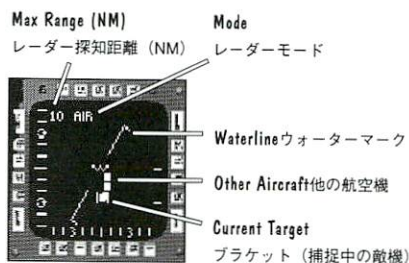 Max Range (NM)
レーダー探知距離（NM）
Mode
レーダーモード
10 AIR
Waterlineウォーターマーク
Other Aircraft他の航空機
Current Target
ブラケット（捕捉中の敵機）